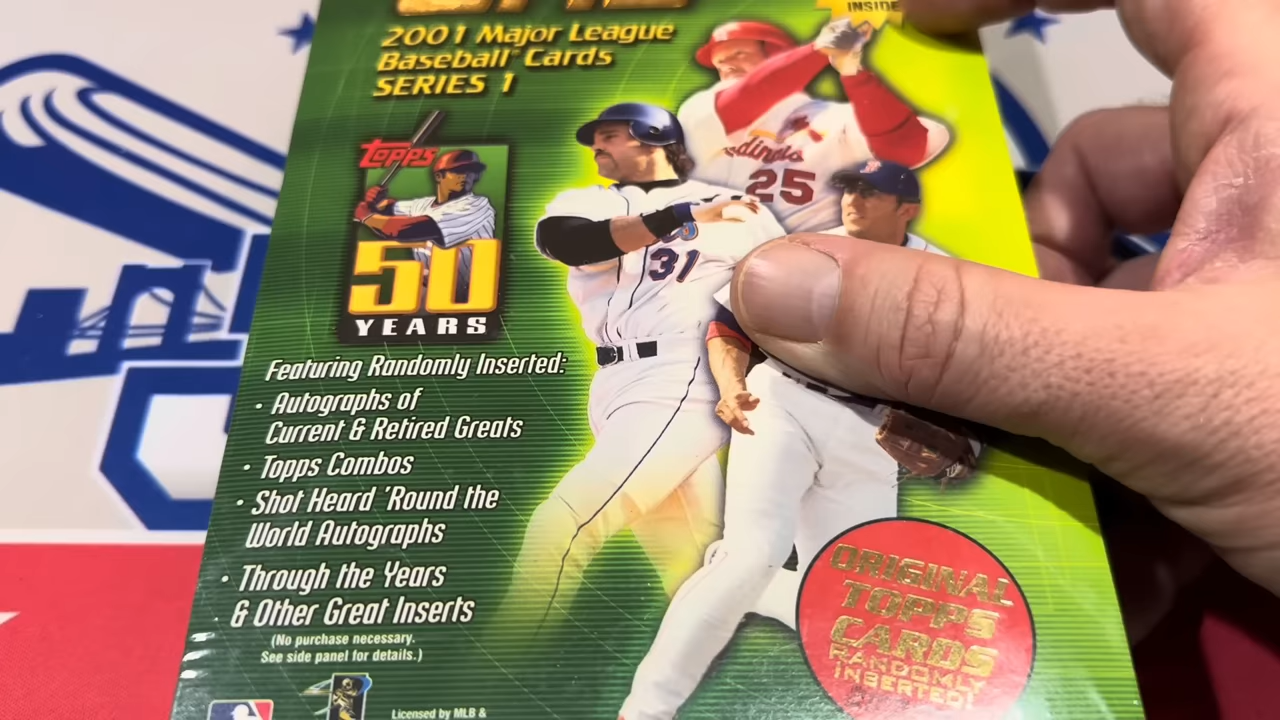 INSIDE
2001 Major League
Baseball™ Cards
SERIES 1
Topps
50
YEARS
Cardinals
25
31
Featuring Randomly Inserted:
· Autographs of
Current & Retired Greats
· Topps Combos
· Shot Heard 'Round the
World Autographs
· Through the Years
& Other Great Inserts
(No purchase necessary.
See side panel for details.)
Licensed by MLB &
ORIGINAL
TOPPS
CARDS
RANDOMLY
INSERTED!